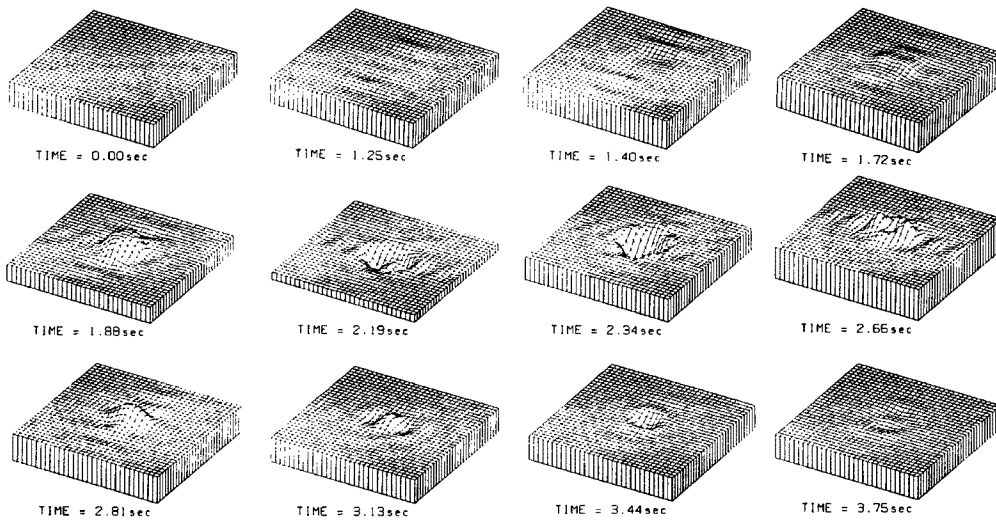 TIME = 0.00sec
TIME = 1.25sec
TIME = 1.40sec
TIME = 1.72sec
TIME = 1.88sec
TIME = 2.19sec
TIME = 2.34sec
TIME = 2.66sec
TIME = 2.81sec
TIME = 3.13sec
TIME = 3.44sec
TIME = 3.75sec